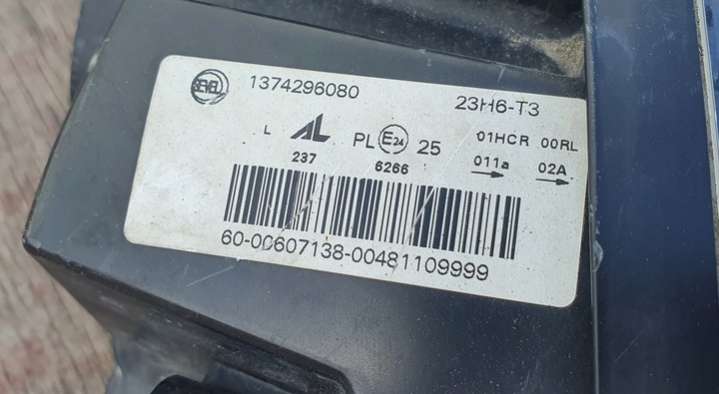 SEVEL 1374296080 23H6-T3
L AL PL E24 25 01HCR 00RL
237 6266 011a 02A
60-00607138-00481109999